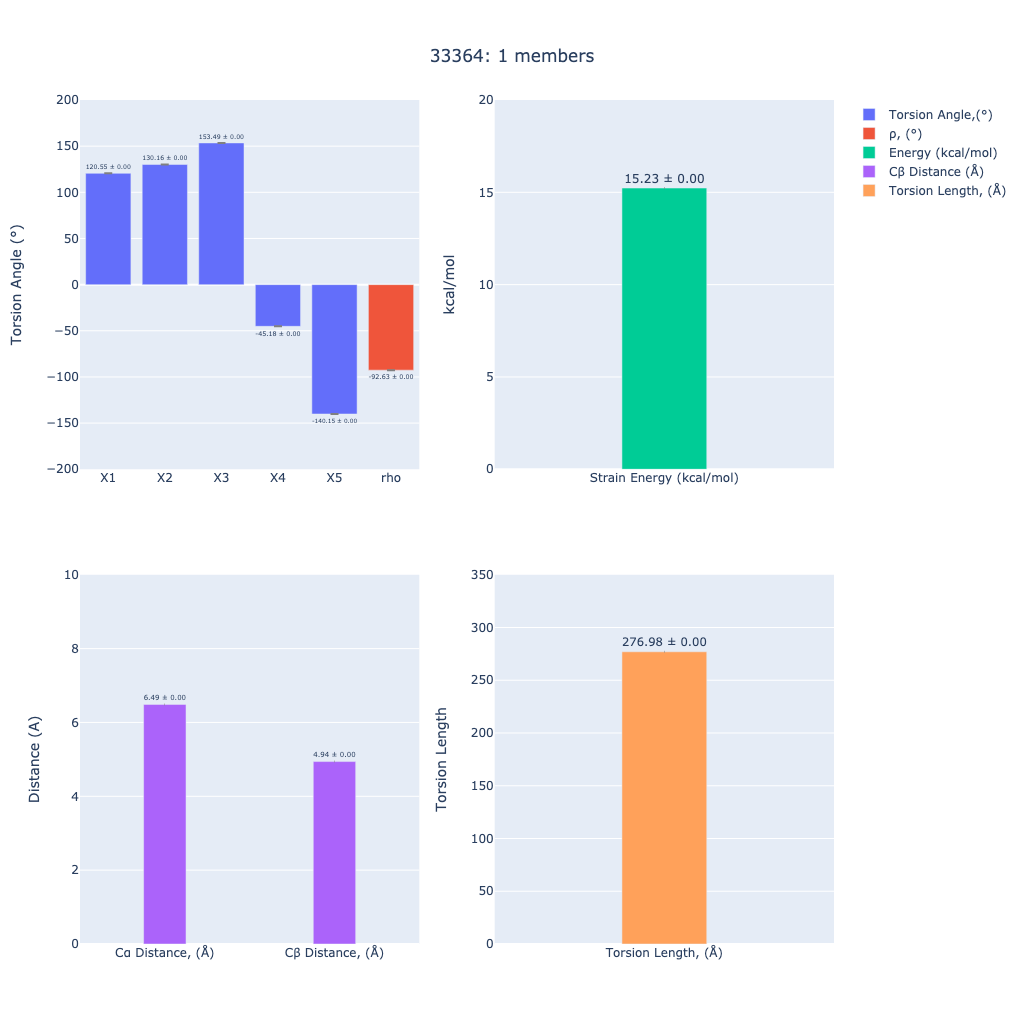 33364: 1 members
200
150
100
50
0
−50
−100
−150
−200
Torsion Angle (°)
120.55 ± 0.00
130.16 ± 0.00
153.49 ± 0.00
-45.18 ± 0.00
-140.15 ± 0.00
-92.63 ± 0.00
X1
X2
X3
X4
X5
rho
20
15
10
5
0
kcal/mol
15.23 ± 0.00
Strain Energy (kcal/mol)
Torsion Angle,(°)
ρ, (°)
Energy (kcal/mol)
Cβ Distance (Å)
Torsion Length, (Å)
10
8
6
4
2
0
Distance (A)
6.49 ± 0.00
4.94 ± 0.00
Cα Distance, (Å)
Cβ Distance, (Å)
350
300
250
200
150
100
50
0
Torsion Length
276.98 ± 0.00
Torsion Length, (Å)